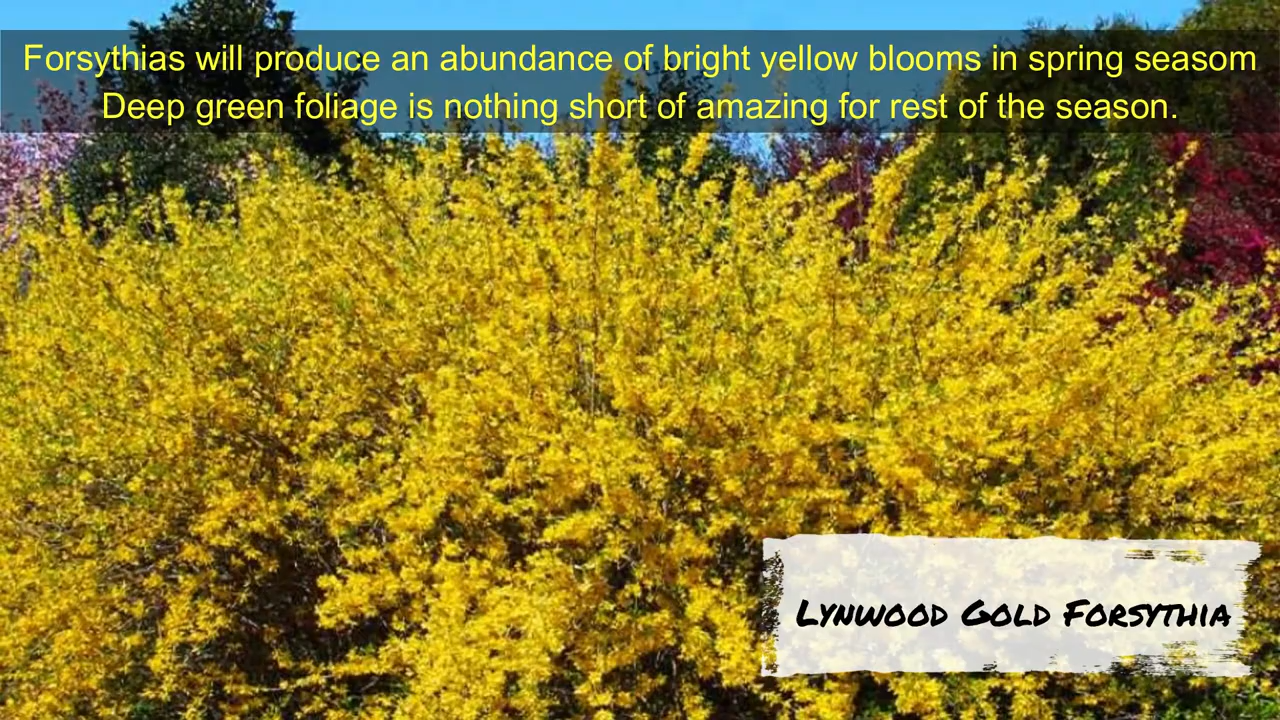 Forsythias will produce an abundance of bright yellow blooms in spring seasom
Deep green foliage is nothing short of amazing for rest of the season.
Lynwood Gold Forsythia